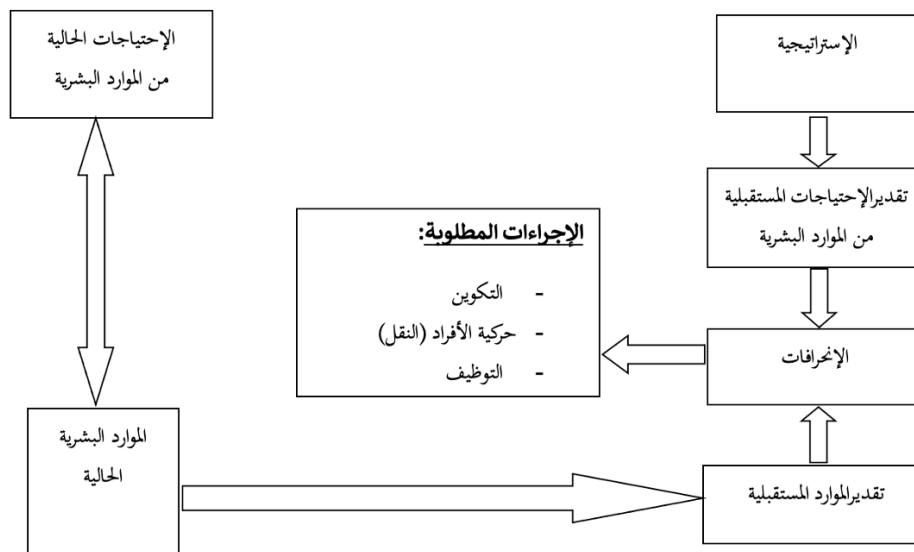 الإستراتيجية
الإحتياجات الحالية
من الموارد البشرية
تقديرالإحتياجات المستقبلية
من الموارد البشرية
الإجراءات المطلوبة:
- التكوين
- حركية الأفراد (النقل)
- التوظيف
الإنحرافات
الموارد البشرية
الحالية
تقديرالموارد المستقبلية